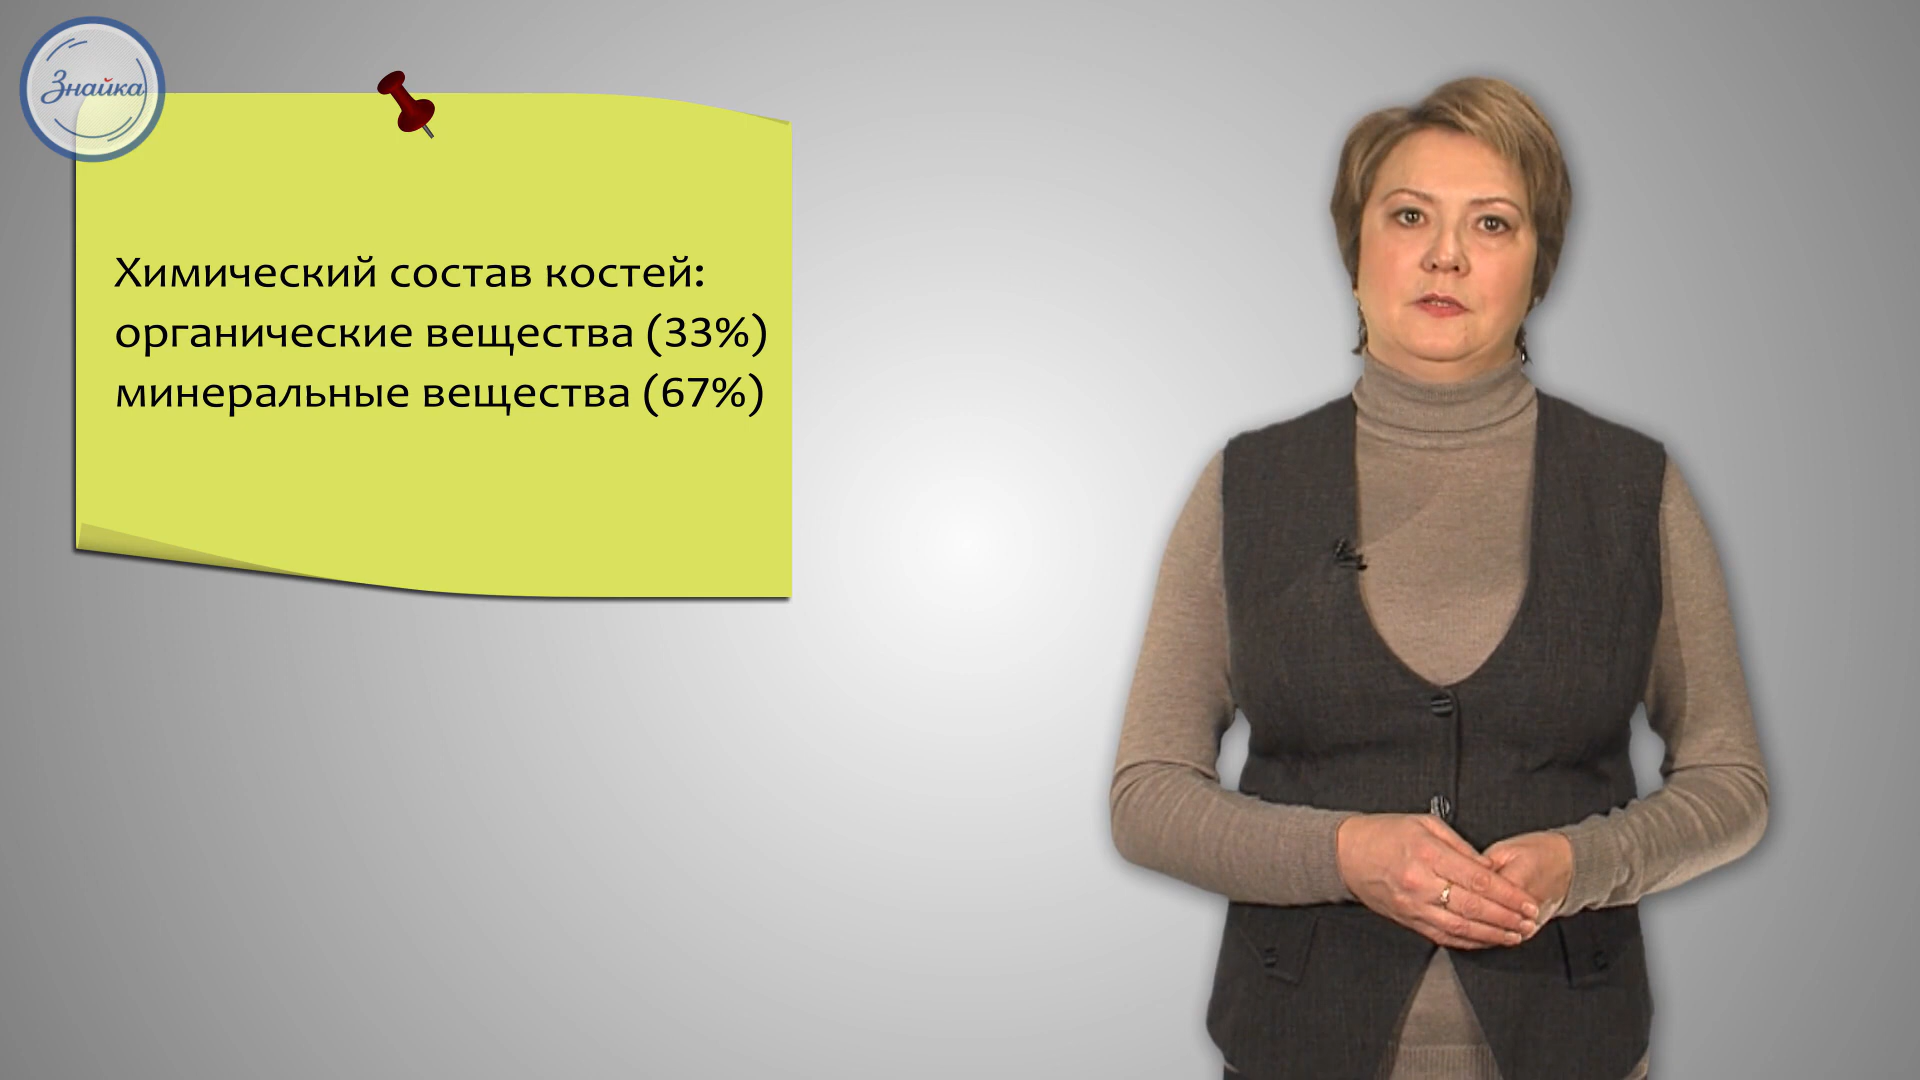 Знайка
Химический состав костей:
органические вещества (33%)
минеральные вещества (67%)